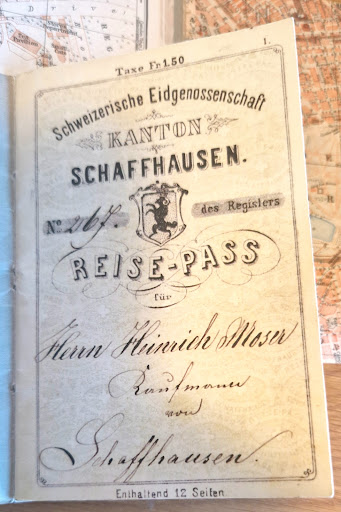 Taxe Fr 1.50
1.
Schweizerische Eidgenossenschaft
KANTON
SCHAFFHAUSEN.
No. 267. des Registers
REISE-PASS
für
Herrn Heinrich Moser
Kaufmann
von
Schaffhausen.
Enthaltend 12 Seiten.